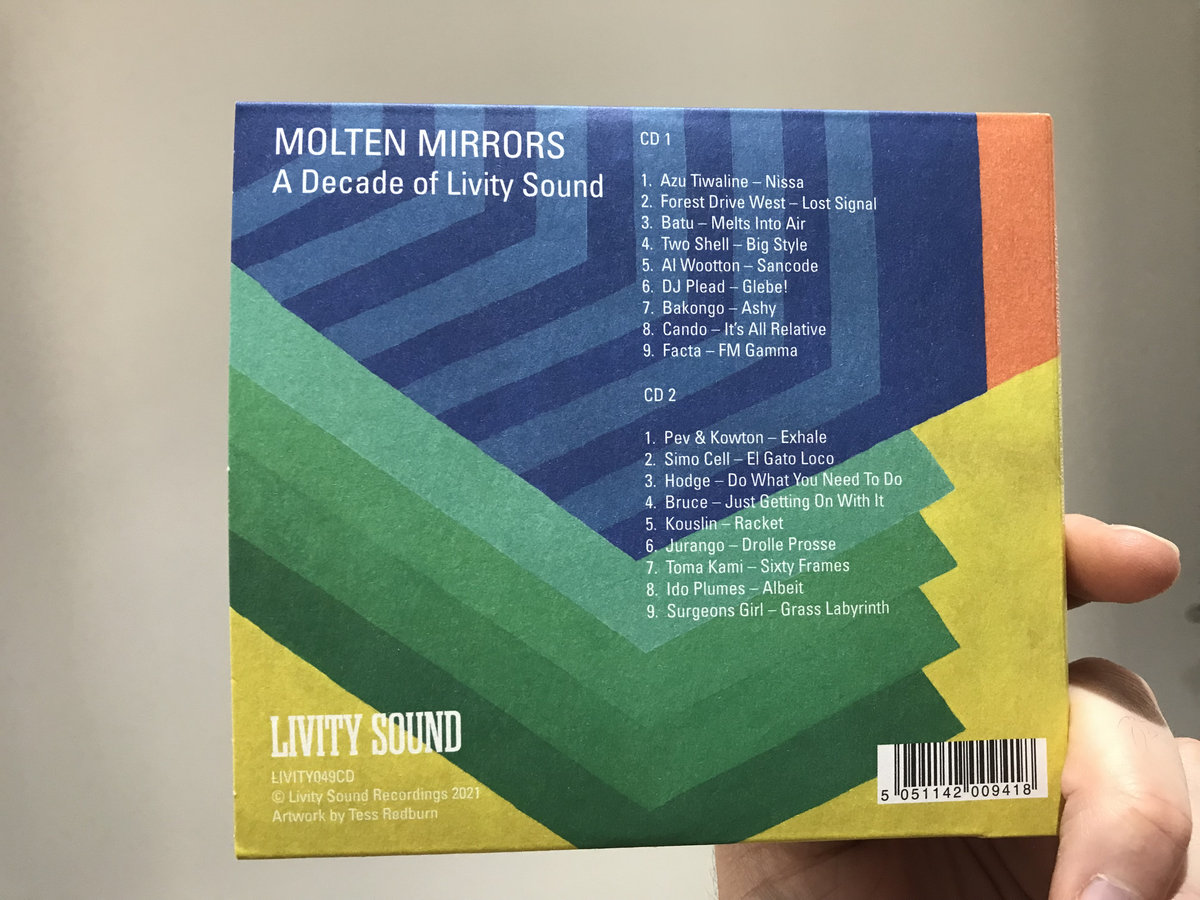 MOLTEN MIRRORS
A Decade of Livity Sound
CD 1
1. Azu Tiwaline – Nissa
2. Forest Drive West – Lost Signal
3. Batu – Melts Into Air
4. Two Shell – Big Style
5. Al Wootton – Sancode
6. DJ Plead – Glebe!
7. Bakongo – Ashy
8. Cando – It's All Relative
9. Facta – FM Gamma
CD 2
1. Pev & Kowton – Exhale
2. Simo Cell – El Gato Loco
3. Hodge – Do What You Need To Do
4. Bruce – Just Getting On With It
5. Kouslin – Racket
6. Jurango – Drolle Prosse
7. Toma Kami – Sixty Frames
8. Ido Plumes – Albeit
9. Surgeons Girl – Grass Labyrinth
LIVITY SOUND
LIVITY049CD
© Livity Sound Recordings 2021
Artwork by Tess Redburn
5 051142 009418